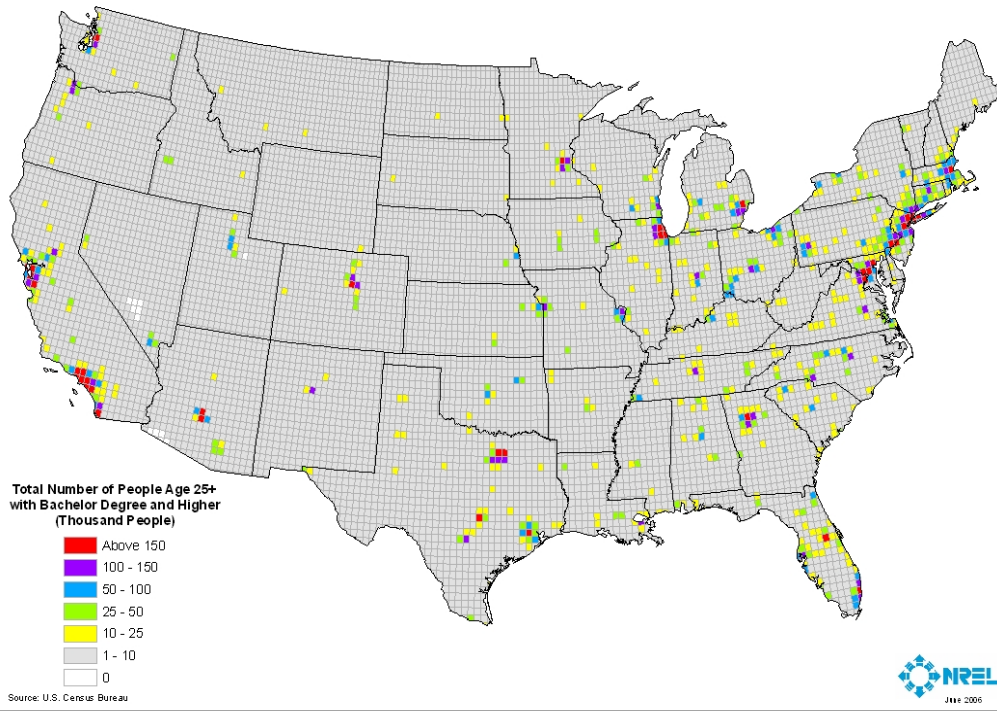 Total Number of People Age 25+
with Bachelor Degree and Higher
(Thousand People)
Above 150
100 - 150
50 - 100
25 - 50
10 - 25
1 - 10
0
Source: U.S. Census Bureau
NREL
June 2006